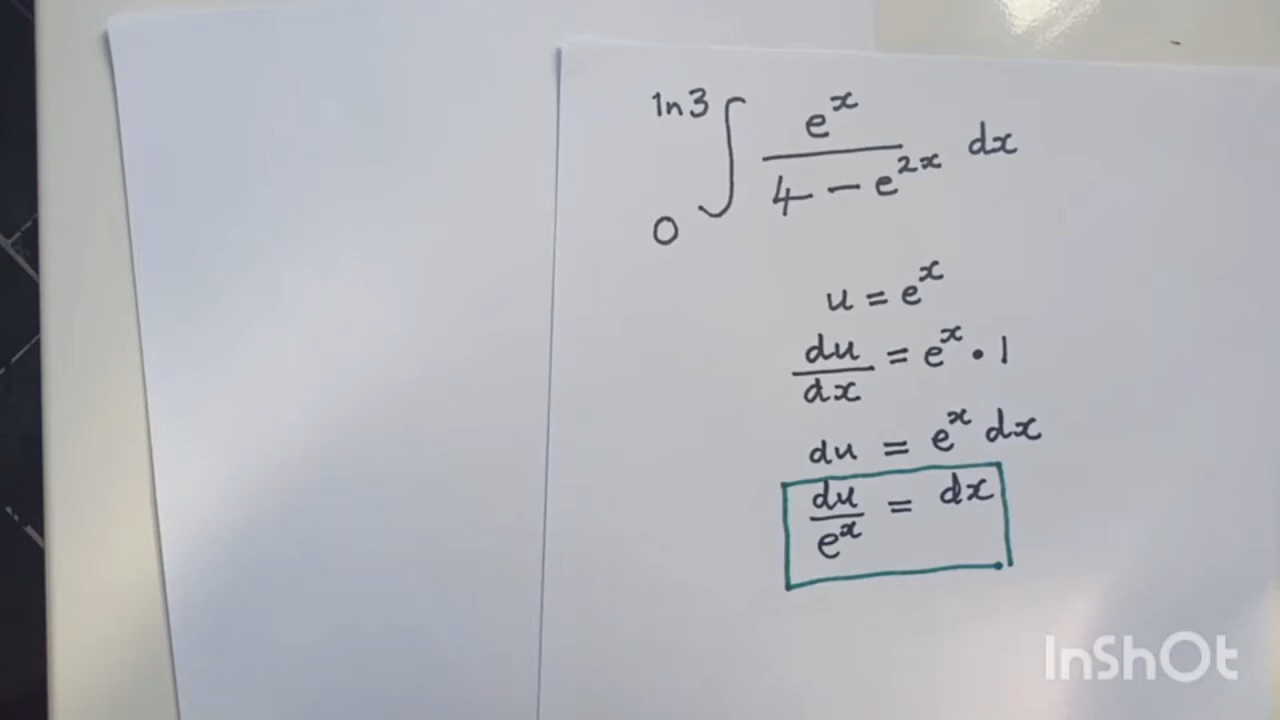 ln3 ∫ 0 e^x / (4 - e^{2x}) dx
u = e^x
du/dx = e^x • 1
du = e^x dx
du/e^x = dx
InShOt